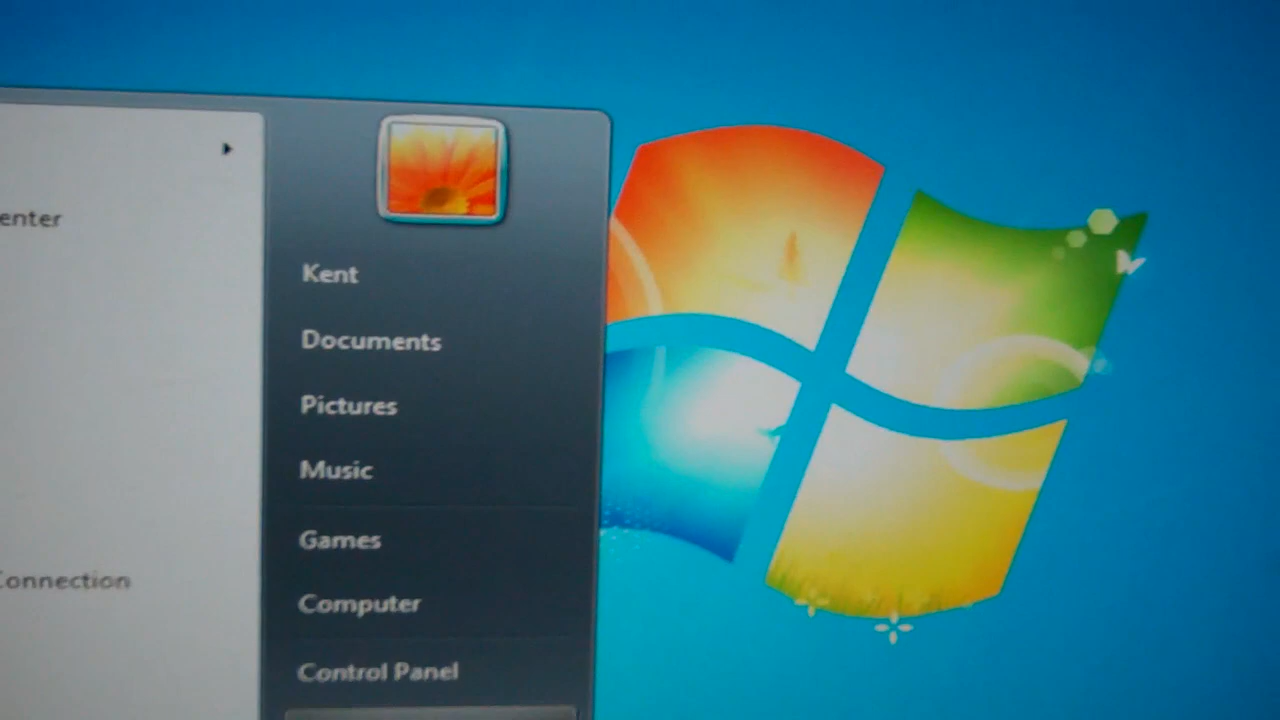 enter
Kent
Documents
Pictures
Music
Games
Connection
Computer
Control Panel